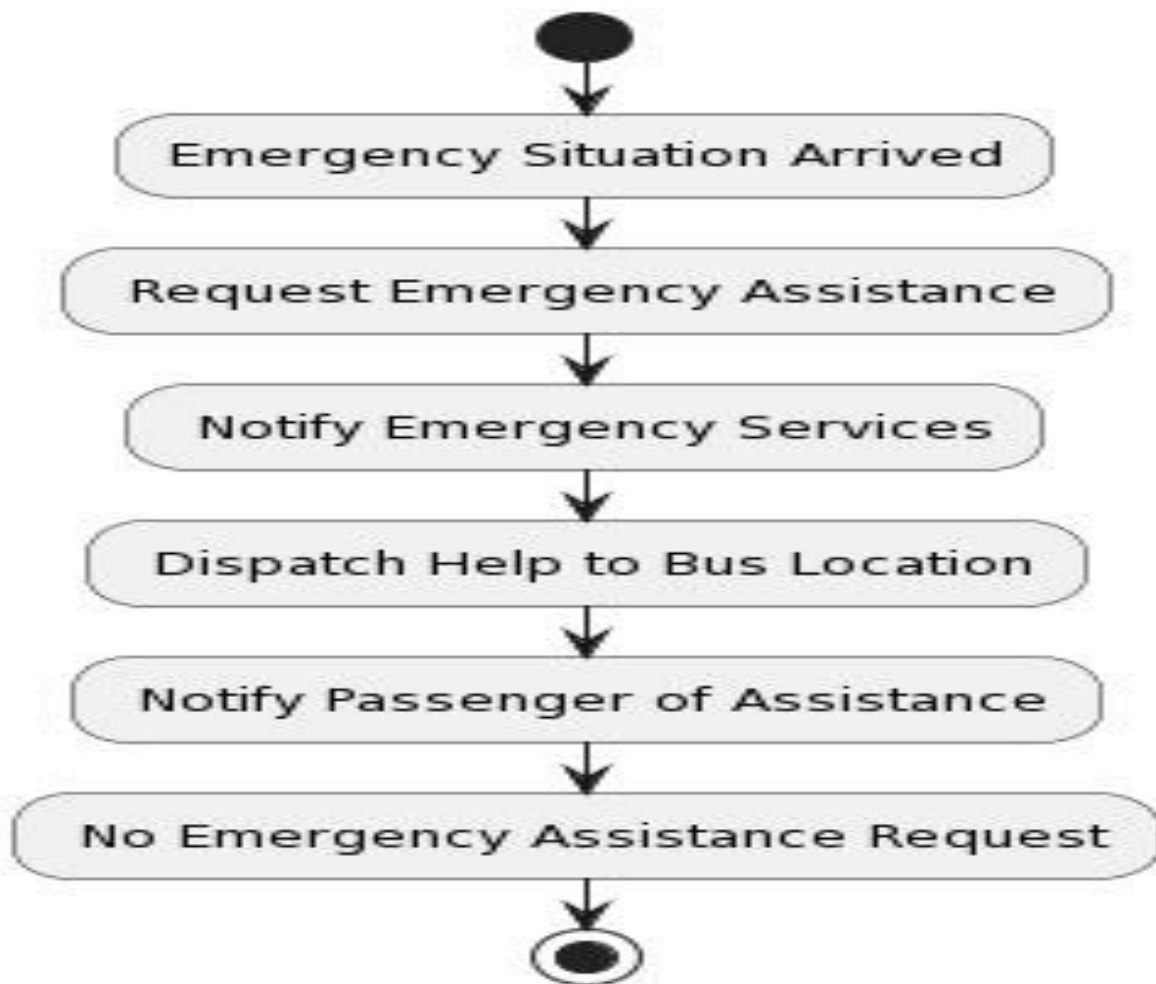 Emergency Situation Arrived
Request Emergency Assistance
Notify Emergency Services
Dispatch Help to Bus Location
Notify Passenger of Assistance
No Emergency Assistance Request